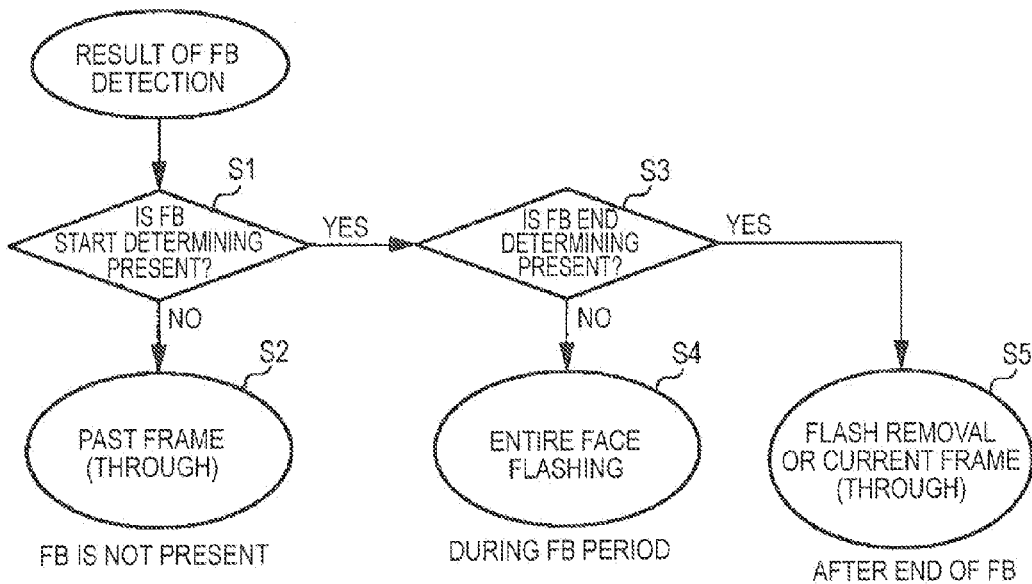 RESULT OF FB
DETECTION
S1
IS FB
START DETERMINING
PRESENT?
YES
NO
S3
IS FB END
DETERMINING
PRESENT?
YES
NO
S2
PAST FRAME
(THROUGH)
FB IS NOT PRESENT
S4
ENTIRE FACE
FLASHING
DURING FB PERIOD
S5
FLASH REMOVAL
OR CURRENT FRAME
(THROUGH)
AFTER END OF FB